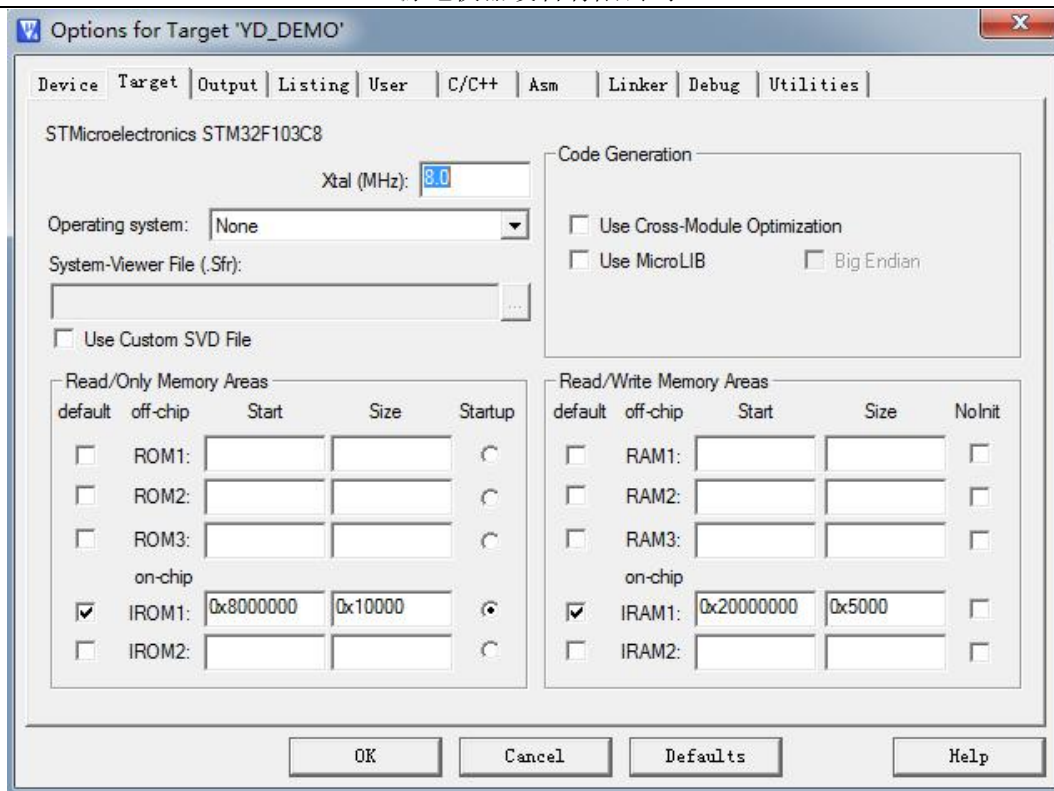 Options for Target 'YD_DEMO'
Device Target Output Listing User C/C++ Asm Linker Debug Utilities
STMicroelectronics STM32F103C8
Xtal (MHz): 8.0
Operating system: None
System-Viewer File (.Sfr):
...
Use Custom SVD File
Code Generation
Use Cross-Module Optimization
Use MicroLIB Big Endian
Read/Only Memory Areas
default off-chip Start Size Startup
ROM1:
ROM2:
ROM3:
on-chip
IROM1: 0x8000000 0x10000
IROM2:
Read/Write Memory Areas
default off-chip Start Size NoInit
RAM1:
RAM2:
RAM3:
on-chip
IRAM1: 0x20000000 0x5000
IRAM2:
OK Cancel Defaults Help